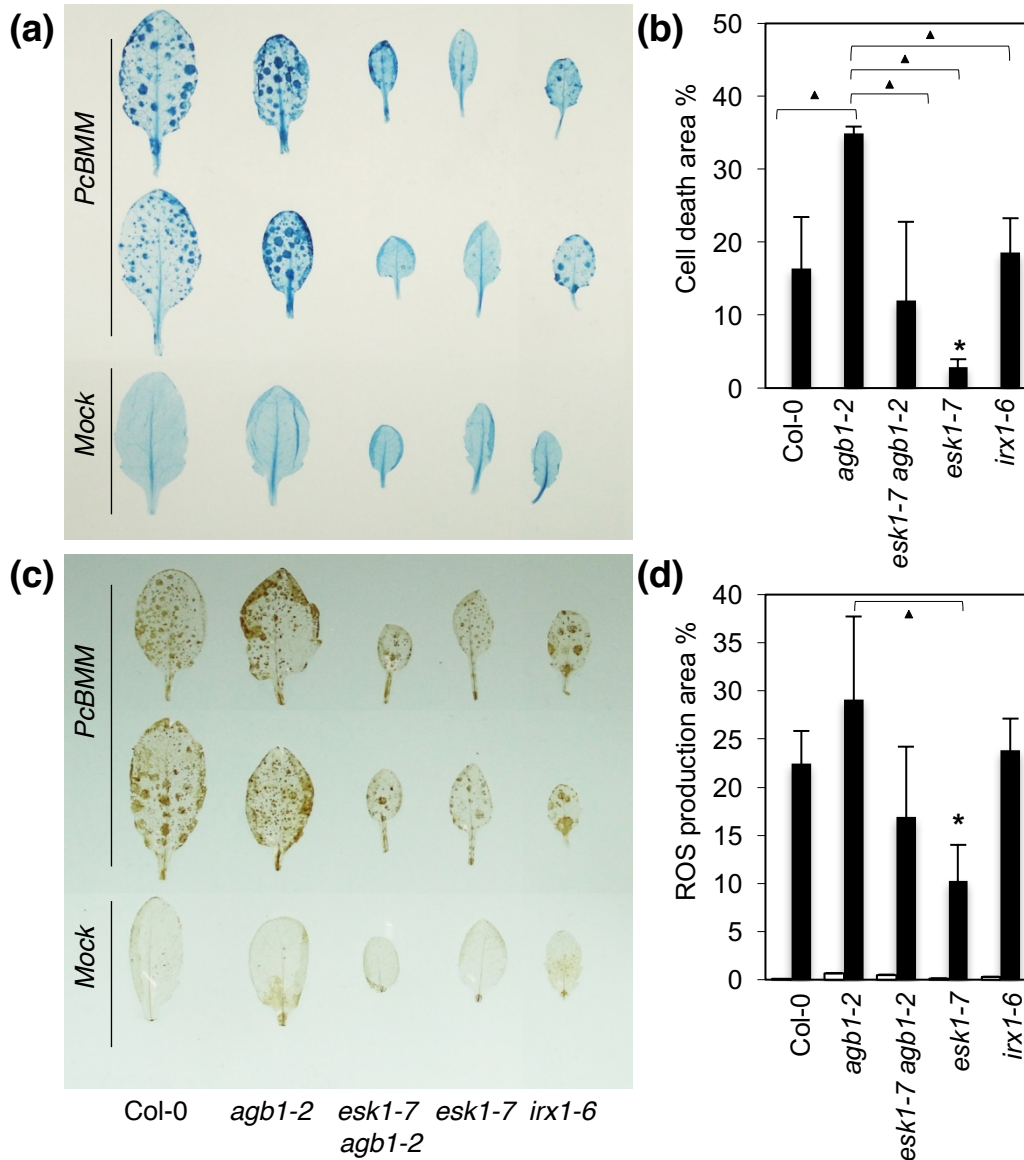 (a)
PcBMM
Mock
(b)
Cell death area %
50
40
30
20
10
0
*
Col-0
agb1-2
esk1-7 agb1-2
esk1-7
irx1-6
(c)
PcBMM
Mock
Col-0
agb1-2
esk1-7
agb1-2
esk1-7
irx1-6
(d)
ROS production area %
40
35
30
25
20
15
10
5
0
*
Col-0
agb1-2
esk1-7 agb1-2
esk1-7
irx1-6